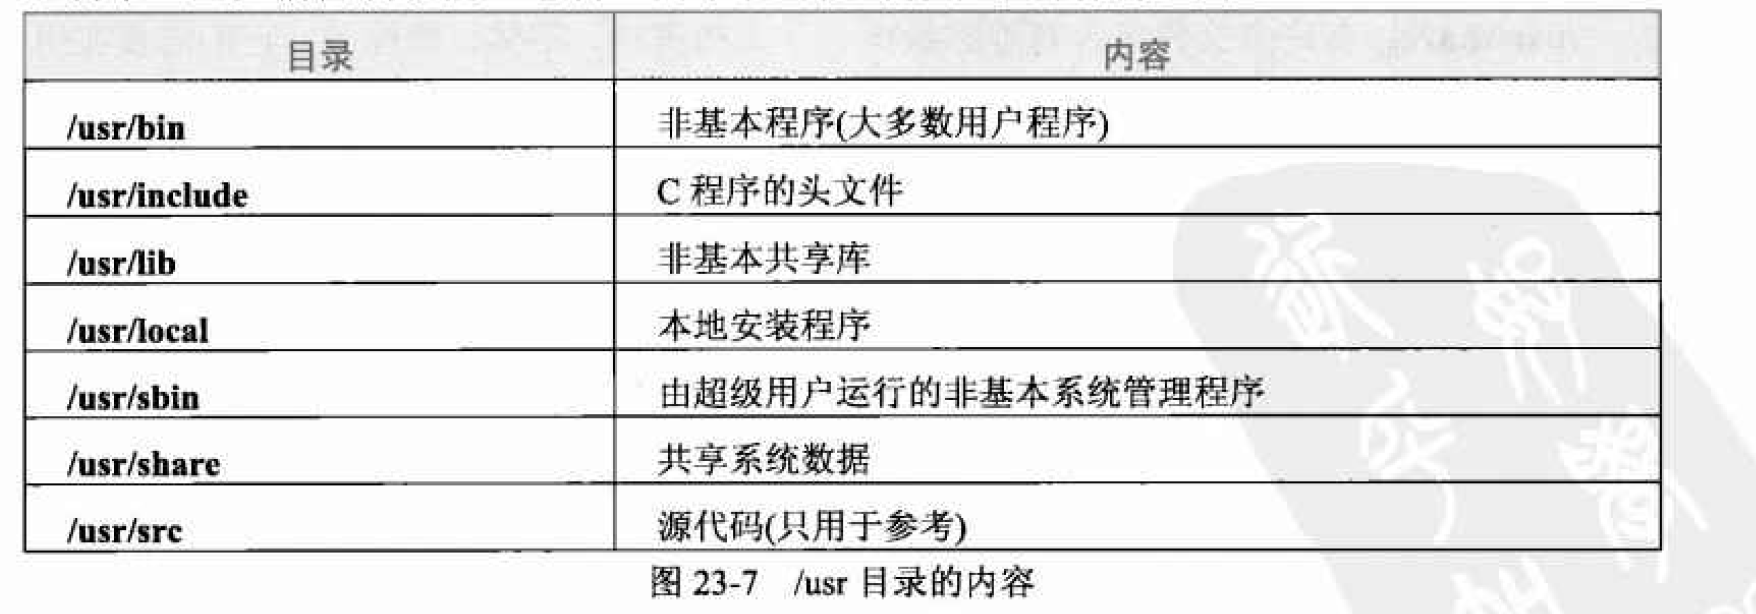 目录 内容
/usr/bin 非基本程序(大多数用户程序)
/usr/include C 程序的头文件
/usr/lib 非基本共享库
/usr/local 本地安装程序
/usr/sbin 由超级用户运行的非基本系统管理程序
/usr/share 共享系统数据
/usr/src 源代码(只用于参考)
图 23-7 /usr 目录的内容